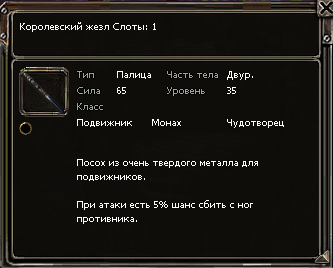 Королевский жезл Слоты: 1
Тип Палица Часть тела Двур.
Сила 65 Уровень 35
Класс
Подвижник Монах Чудотворец
Посох из очень твердого металла для
подвижников.
При атаки есть 5% шанс сбить с ног
противника.